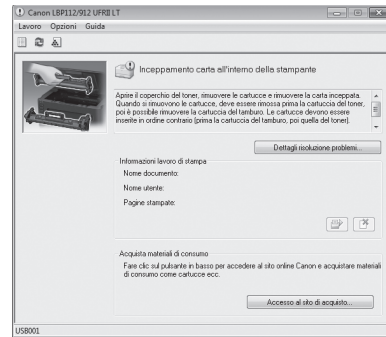 Canon LBP112/912 UFRII LT
Lavoro Opzioni Guida
Inceppamento carta all'interno della stampante
Aprire il coperchio del toner, rimuovere le cartucce e rimuovere la carta inceppata.
Quando si rimuovono le cartucce, deve essere rimossa prima la cartuccia del toner,
poi è possibile rimuovere la cartuccia del tamburo. Le cartucce devono essere
inserite in ordine contrario (prima la cartuccia del tamburo, poi quella del toner).
Dettagli risoluzione problemi...
Informazioni lavoro di stampa
Nome documento:
Nome utente:
Pagine stampate:
Acquista materiali di consumo
Fare clic sul pulsante in basso per accedere al sito online Canon e acquistare materiali
di consumo come cartucce ecc.
Accesso al sito di acquisto...
USB001